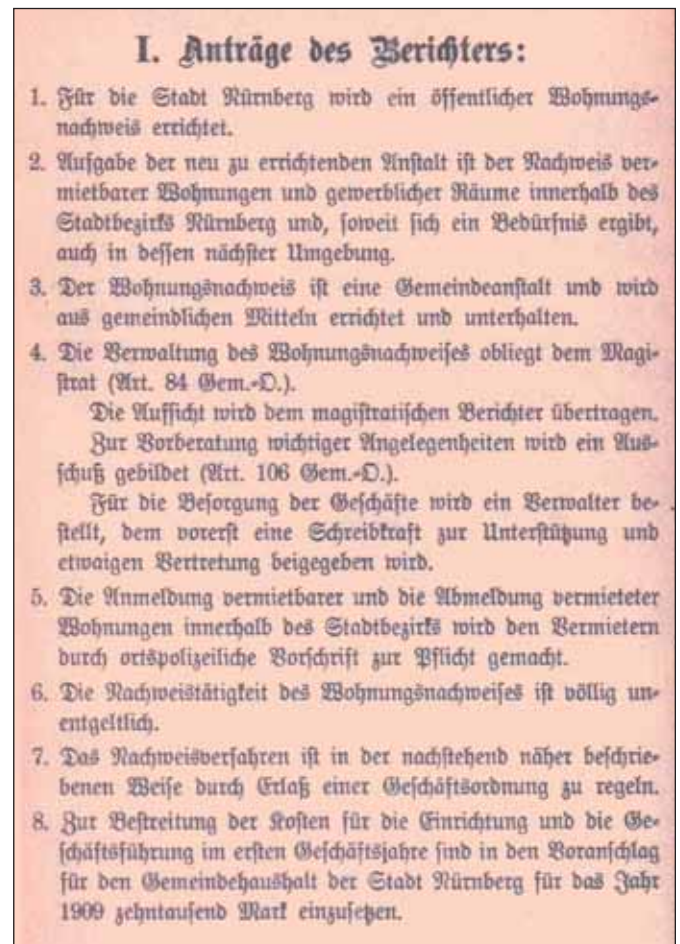 I. Anträge des Berichters:
1. Für die Stadt Nürnberg wird ein öffentlicher Wohnungs-
nachweis errichtet.
2. Aufgabe der neu zu errichtenden Anstalt ist der Nachweis ver-
mietbarer Wohnungen und gewerblicher Räume innerhalb des
Stadtbezirks Nürnberg und, soweit sich ein Bedürfnis ergibt,
auch in dessen nächster Umgebung.
3. Der Wohnungsnachweis ist eine Gemeindeanstalt und wird
aus gemeindlichen Mitteln errichtet und unterhalten.
4. Die Verwaltung des Wohnungsnachweises obliegt dem Magi-
strat (Art. 84 Gem.-O.).
Die Aufsicht wird dem magistratischen Berichter übertragen.
Zur Vorberatung wichtiger Angelegenheiten wird ein Aus-
schuß gebildet (Art. 106 Gem.-O.).
Für die Besorgung der Geschäfte wird ein Verwalter be-
stellt, dem vorerst eine Schreibkraft zur Unterstützung und
etwaigen Vertretung beigegeben wird.
5. Die Anmeldung vermietbarer und die Abmeldung vermieteter
Wohnungen innerhalb des Stadtbezirks wird den Vermietern
durch ortspolizeiliche Vorschrift zur Pflicht gemacht.
6. Die Nachweistätigkeit des Wohnungsnachweises ist völlig un-
entgeltlich.
7. Das Nachweisverfahren ist in der nachstehend näher beschrie-
benen Weise durch Erlaß einer Geschäftsordnung zu regeln.
8. Zur Bestreitung der Kosten für die Einrichtung und die Ge-
schäftsführung im ersten Geschäftsjahre sind in den Voranschlag
für den Gemeindehaushalt der Stadt Nürnberg für das Jahr
1909 zehntausend Mark einzusetzen.